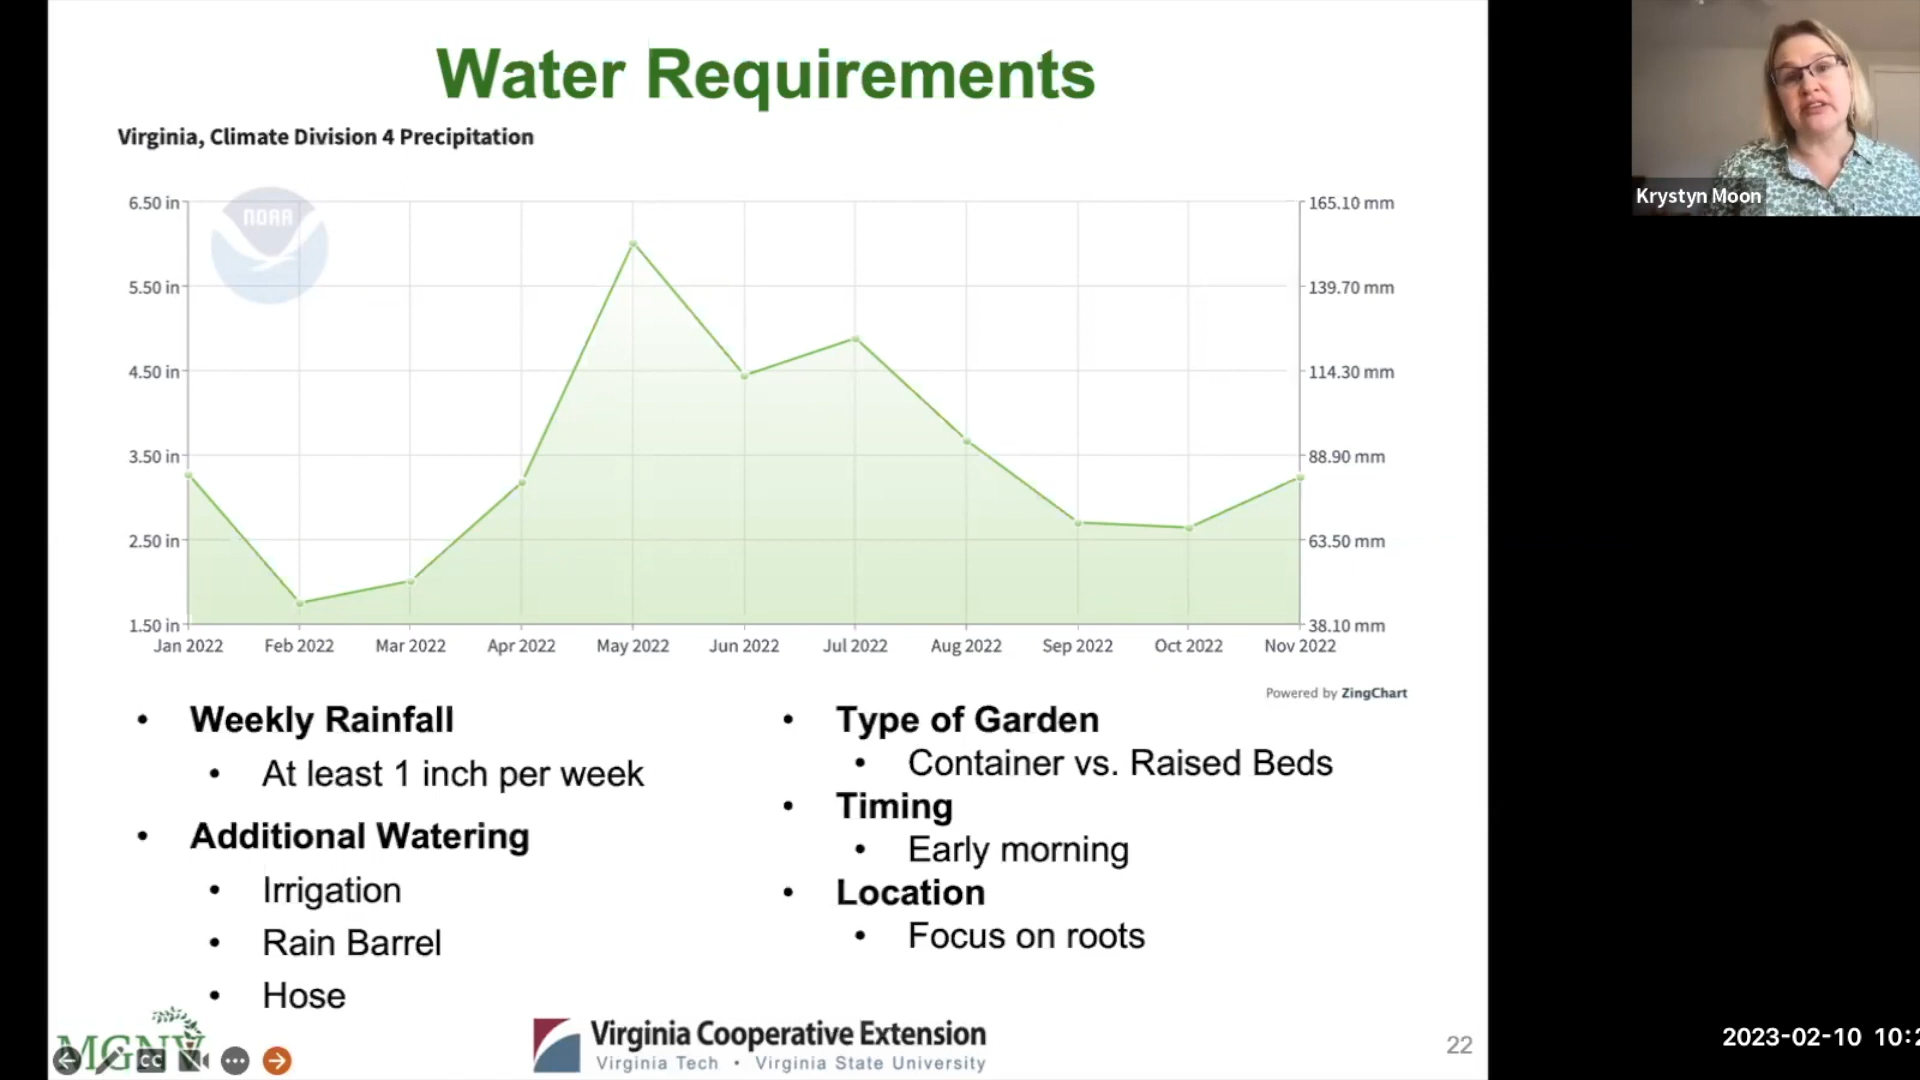 Water Requirements
Virginia, Climate Division 4 Precipitation
NOAA
6.50 in
165.10 mm
5.50 in
139.70 mm
4.50 in
114.30 mm
3.50 in
88.90 mm
2.50 in
63.50 mm
1.50 in
38.10 mm
Jan 2022 Feb 2022 Mar 2022 Apr 2022 May 2022 Jun 2022 Jul 2022 Aug 2022 Sep 2022 Oct 2022 Nov 2022
Powered by ZingChart
• Weekly Rainfall
• At least 1 inch per week
• Additional Watering
• Irrigation
• Rain Barrel
• Hose
• Type of Garden
• Container vs. Raised Beds
• Timing
• Early morning
• Location
• Focus on roots
MGNV
CC
Virginia Cooperative Extension
Virginia Tech • Virginia State University
22
Krystyn Moon
2023-02-10 10:2